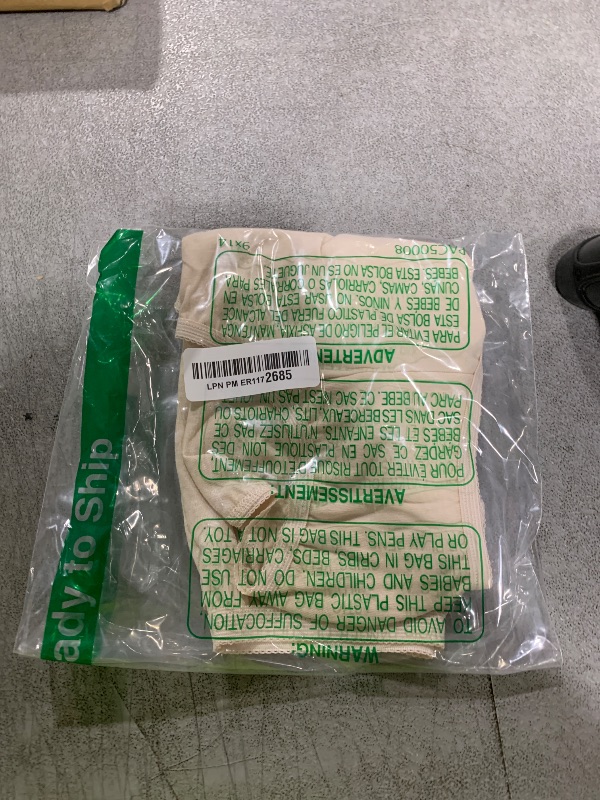 WARNING:
TO AVOID DANGER OF SUFFOCATION,
KEEP THIS PLASTIC BAG AWAY FROM
BABIES AND CHILDREN. DO NOT USE
THIS BAG IN CRIBS, BEDS, CARRIAGES
OR PLAY PENS. THIS BAG IS NOT A TOY.
AVERTISSEMENT:
POUR EVITER TOUT RISQUE D'ETOUFFEMENT,
GARDEZ CE SAC EN PLASTIQUE LOIN DES
BEBES ET LES ENFANTS. N'UTILISEZ PAS CE
SAC DANS LES BERCEAUX, LITS, CHARIOTS OU
PARC AU BEBE. CE SAC N'EST PAS UN
ADVERTEN
PARA EVITAR EL PELIGRO DE ASFIXIA, MANTENGA
ESTA BOLSA DE PLASTICO FUERA DEL ALCANCE
DE BEBES Y NINOS. NO USAR ESTA BOLSA EN
CUNAS, CAMAS, CARRIOLAS O CORRALES PARA
BEBES. ESTA BOLSA NO ES UN JUGUETE.
PAC50008
9x14
LPN PM ER1172685
ady to Ship